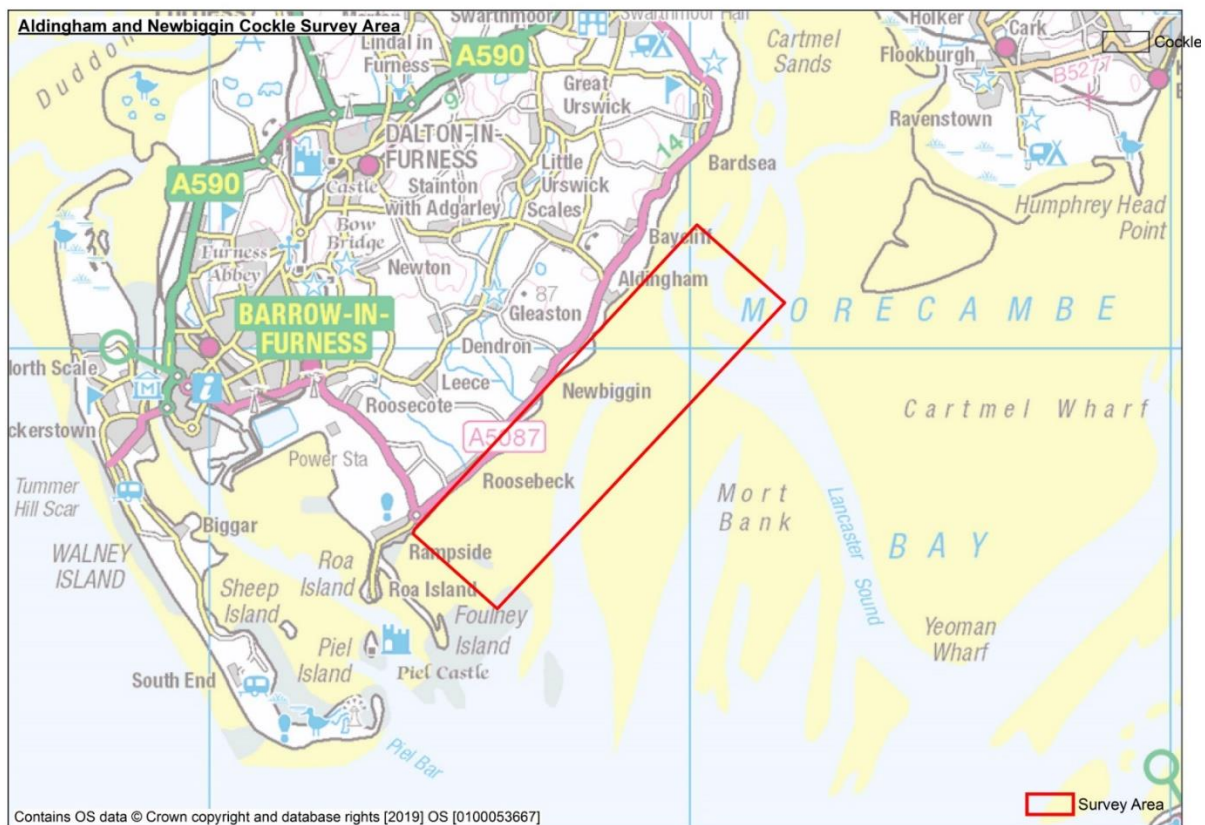 Aldingham and Newbiggin Cockle Survey Area
Swarthmoor
Swarthmoor Hall
Holker
Cark
Cockle
Lindal in
Furness
A590
Cartmel
Sands
Flookburgh
B5277
Duddon
9
Great
Urswick
Ravenstown
DALTON-IN-
FURNESS
14
Bardsea
Castle
Stainton
with Adgarley
Little
Urswick
Scales
A590
Humphrey Head
Point
Bow
Bridge
Furness
Abbey
Newton
Baycliff
Aldingham
87
Gleaston
MORECAMBE
BARROW-IN-
FURNESS
Dendron
North Scale
Leece
Newbiggin
Roosecote
Cartmel Wharf
ckerstown
A5087
Power Sta
Roosebeck
Tummer
Hill Scar
Mort
Bank
Lancaster
Sound
Biggar
BAY
WALNEY
ISLAND
Rampside
Roa
Island
Roa Island
Sheep
Island
Foulney
Island
Yeoman
Wharf
Piel
Island
Piel Castle
South End
Piel Bar
Survey Area
Contains OS data © Crown copyright and database rights [2019] OS [0100053667]